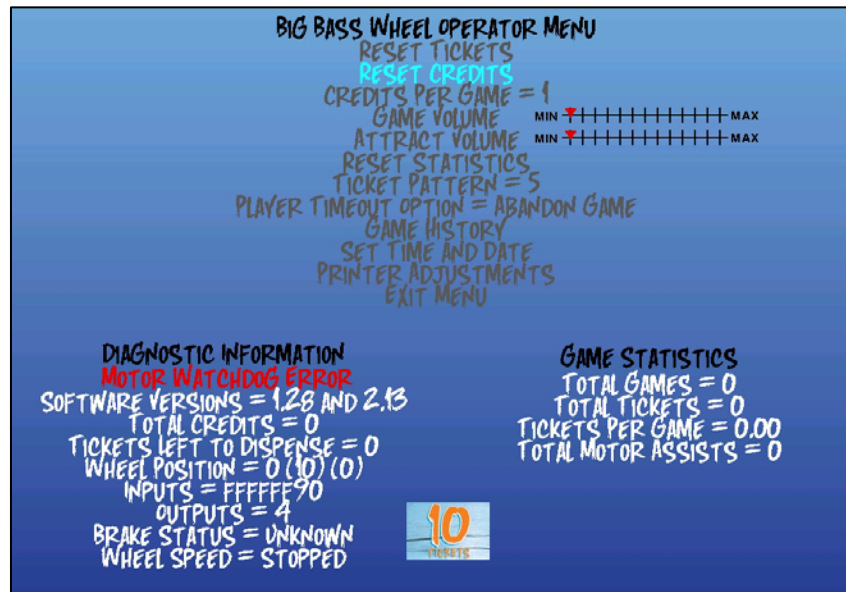 BIG BASS WHEEL OPERATOR MENU
RESET TICKETS
RESET CREDITS
CREDITS PER GAME = 1
GAME VOLUME MIN MAX
ATTRACT VOLUME MIN MAX
RESET STATISTICS
TICKET PATTERN = 5
PLAYER TIMEOUT OPTION = ABANDON GAME
GAME HISTORY
SET TIME AND DATE
PRINTER ADJUSTMENTS
EXIT MENU
DIAGNOSTIC INFORMATION
MOTOR WATCHDOG ERROR
SOFTWARE VERSIONS = 1.28 AND 2.13
TOTAL CREDITS = 0
TICKETS LEFT TO DISPENSE = 0
WHEEL POSITION = 0 (10) (0)
INPUTS = FFFFFF90
OUTPUTS = 4
BRAKE STATUS = UNKNOWN
WHEEL SPEED = STOPPED
GAME STATISTICS
TOTAL GAMES = 0
TOTAL TICKETS = 0
TICKETS PER GAME = 0.00
TOTAL MOTOR ASSISTS = 0
10
TICKETS